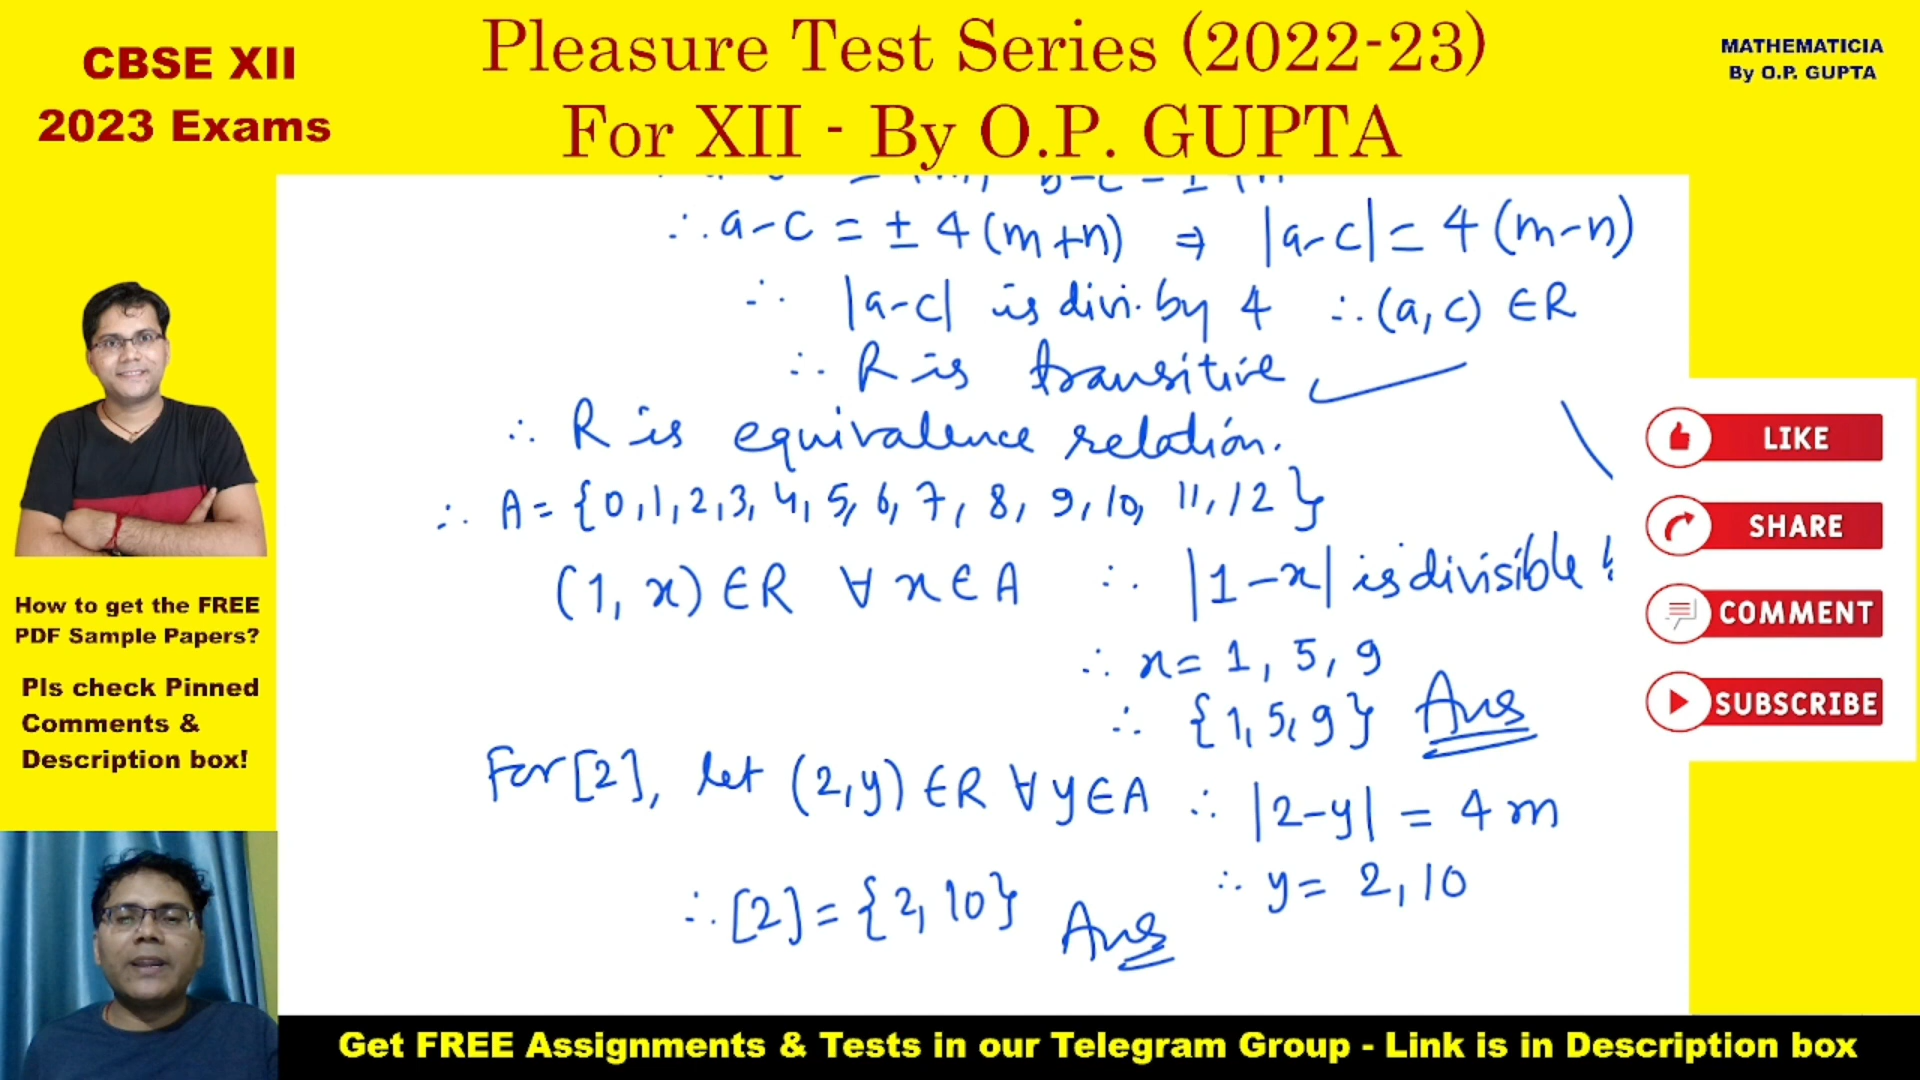 CBSE XII
2023 Exams
Pleasure Test Series (2022-23)
For XII - By O.P. GUPTA
MATHEMATICIA
By O.P. GUPTA
∴ a-c = ± 4 (m+n) ⇒ |a-c| = 4 (m-n)
∴ |a-c| is divi. by 4 ∴ (a, c) ∈R
∴ R is transitive
∴ R is equivalence relation.
∴ A = {0,1,2,3,4,5,6,7,8,9,10,11,12}
(1, x) ∈R ∀ x∈A ∴ |1-x| is divisible
∴ x= 1, 5, 9
∴ {1,5,9} Ans
For [2], let (2,y) ∈R ∀y∈A ∴ |2-y| = 4m
∴ y= 2,10
∴ [2] = {2, 10} Ans
How to get the FREE
PDF Sample Papers?
Pls check Pinned
Comments &
Description box!
LIKE
SHARE
COMMENT
SUBSCRIBE
Get FREE Assignments & Tests in our Telegram Group - Link is in Description box